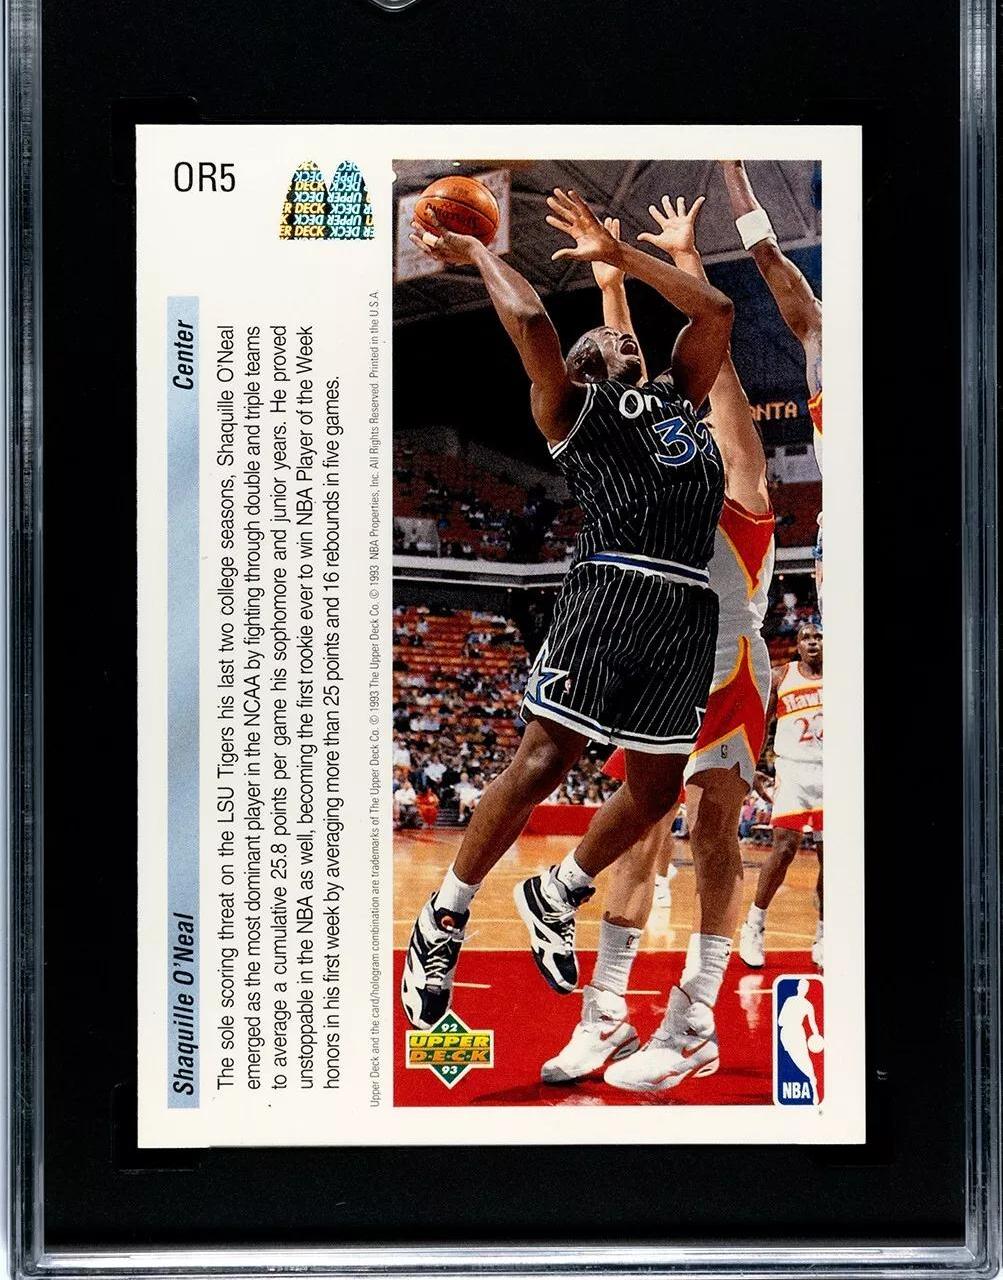 OR5
Shaquille O'Neal
Center
The sole scoring threat on the LSU Tigers his last two college seasons, Shaquille O'Neal
emerged as the most dominant player in the NCAA by fighting through double and triple teams
to average a cumulative 25.8 points per game his sophomore and junior years. He proved
unstoppable in the NBA as well, becoming the first rookie ever to win NBA Player of the Week
honors in his first week by averaging more than 25 points and 16 rebounds in five games.
Upper Deck and the card/hologram combination are trademarks of The Upper Deck Co. © 1993 The Upper Deck Co. © 1993 NBA Properties, Inc. All Rights Reserved. Printed in the U.S.A.
32
ANTA
22
92
UPPER
D·E·C·K
93
NBA